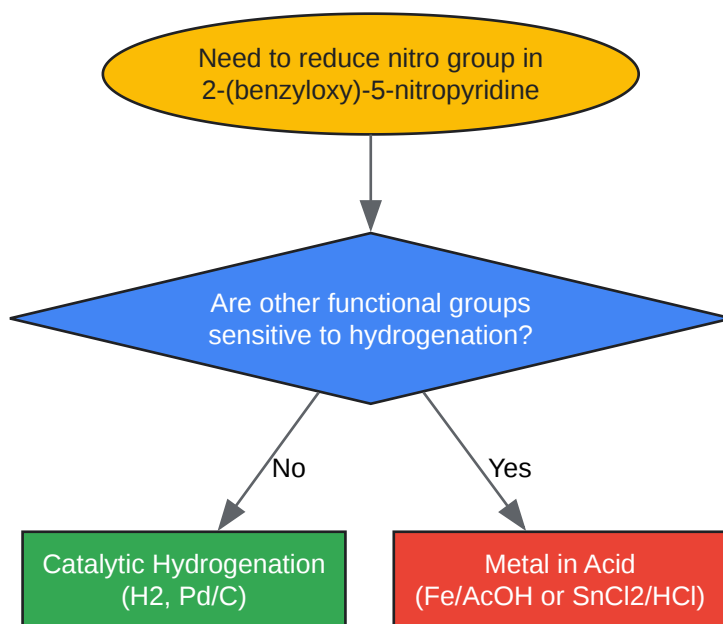 Need to reduce nitro group in
2-(benzyloxy)-5-nitropyridine
Are other functional groups
sensitive to hydrogenation?
No
Yes
Catalytic Hydrogenation
(H2, Pd/C)
Metal in Acid
(Fe/AcOH or SnCl2/HCl)